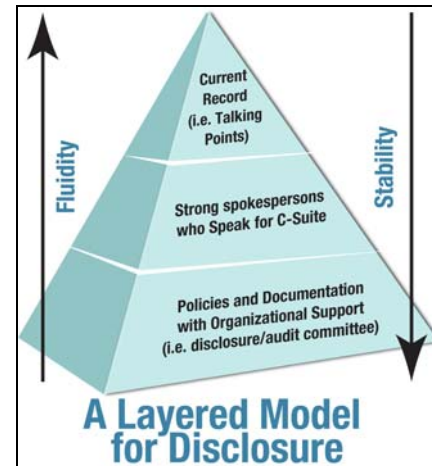 Current
Record
(i.e. Talking
Points)
Fluidity
Stability
Strong spokespersons
who Speak for C-Suite
Policies and Documentation
with Organizational Support
(i.e. disclosure/audit committee)
A Layered Model
for Disclosure